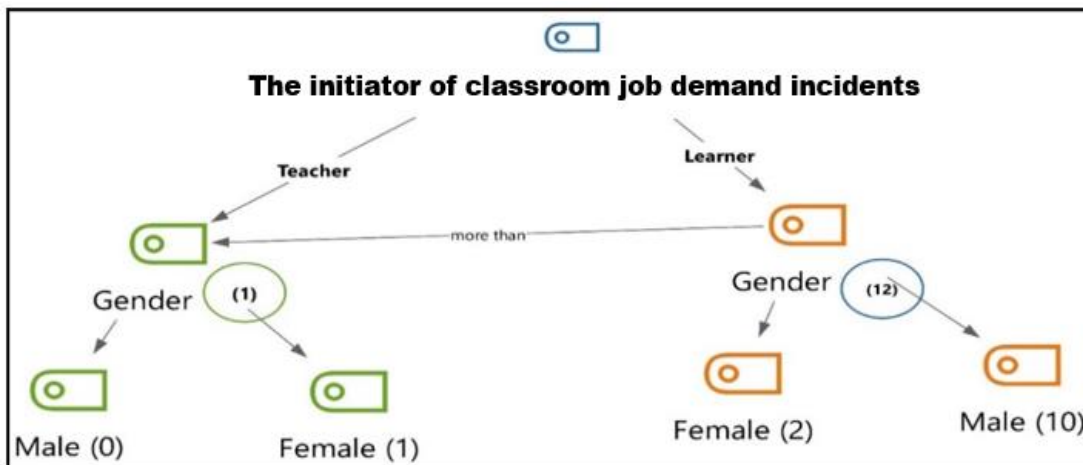 The initiator of classroom job demand incidents
Teacher
Learner
more than
Gender
(1)
Gender
(12)
Male (0)
Female (1)
Female (2)
Male (10)